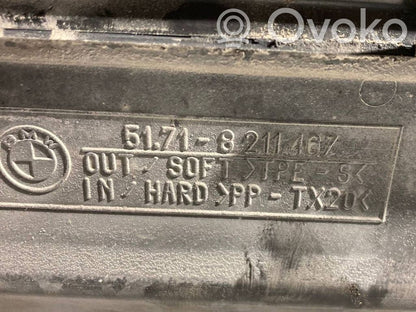 Ovoko
51.71-8 211 467
OUT/SOFT >TPE-S<
IN/HARD >PP-TX20<
BMW